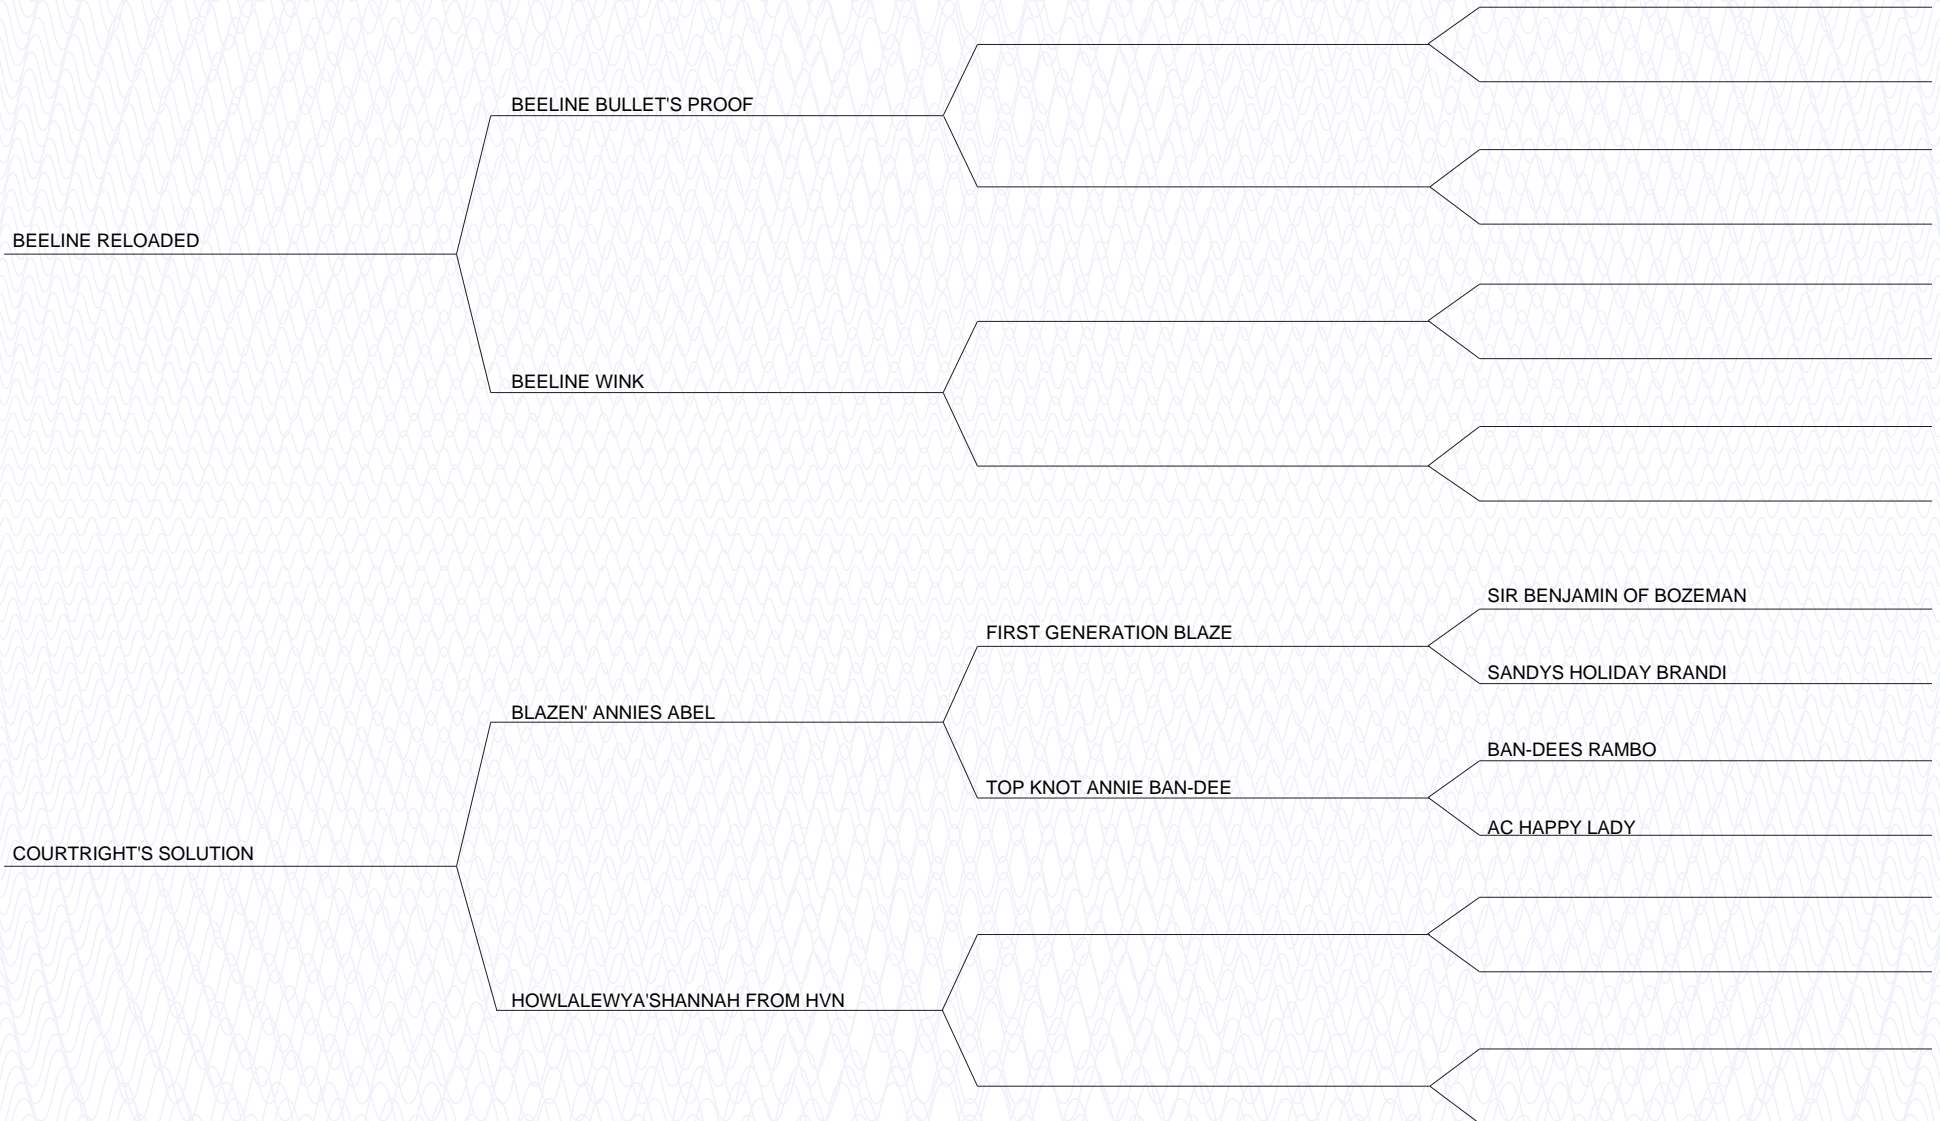 BEELINE BULLET'S PROOF
BEELINE RELOADED
BEELINE WINK
SIR BENJAMIN OF BOZEMAN
FIRST GENERATION BLAZE
SANDYS HOLIDAY BRANDI
BLAZEN' ANNIES ABEL
BAN-DEES RAMBO
TOP KNOT ANNIE BAN-DEE
AC HAPPY LADY
COURTRIGHT'S SOLUTION
HOWLALEWYA'SHANNAH FROM HVN